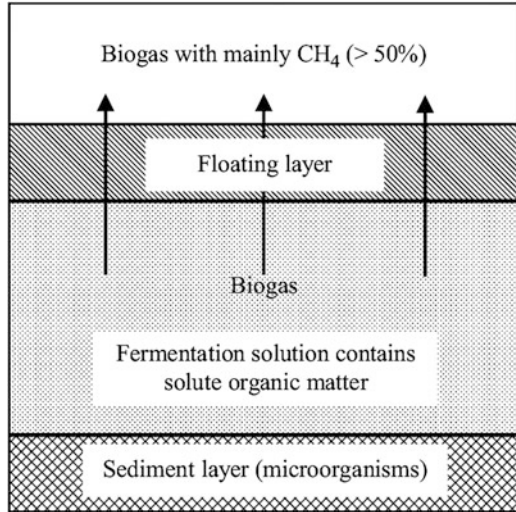 Biogas with mainly CH₄ (> 50%)
Floating layer
Biogas
Fermentation solution contains
solute organic matter
Sediment layer (microorganisms)